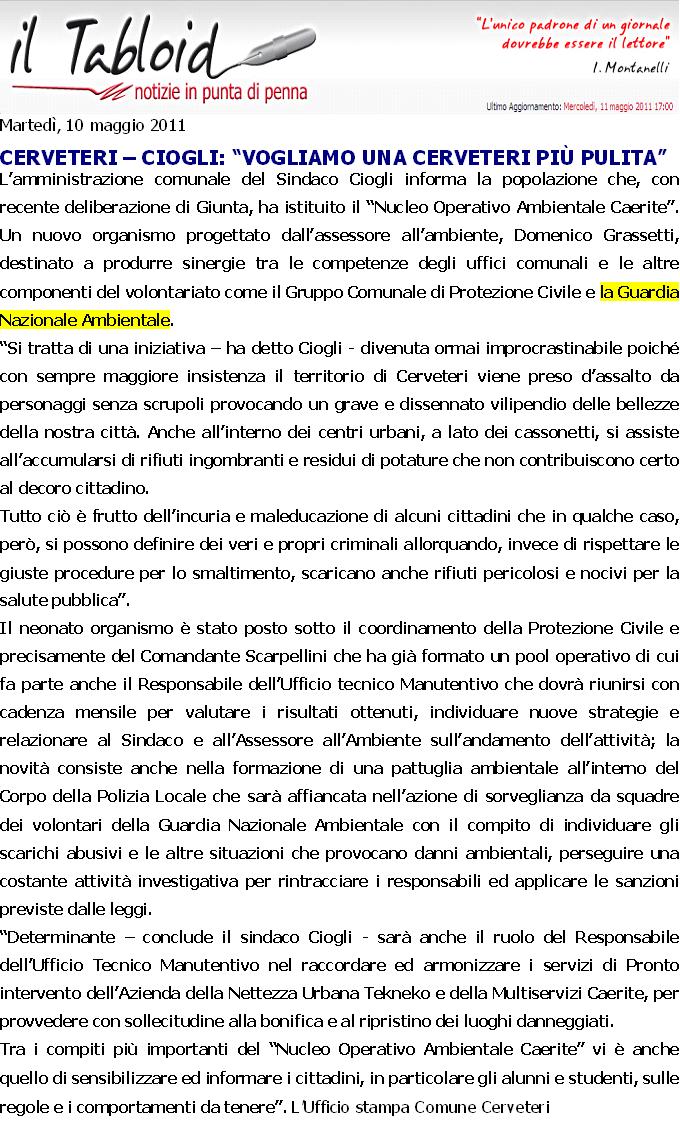 il Tabloid
notizie in punta di penna
"L'unico padrone di un giornale
dovrebbe essere il lettore"
I. Montanelli
Ultimo Aggiornamento: Mercoledì, 11 maggio 2011 17:00
Martedì, 10 maggio 2011
CERVETERI – CIOGLI: “VOGLIAMO UNA CERVETERI PIÙ PULITA”
L’amministrazione comunale del Sindaco Ciogli informa la popolazione che, con
recente deliberazione di Giunta, ha istituito il “Nucleo Operativo Ambientale Caerite”.
Un nuovo organismo progettato dall’assessore all’ambiente, Domenico Grassetti,
destinato a produrre sinergie tra le competenze degli uffici comunali e le altre
componenti del volontariato come il Gruppo Comunale di Protezione Civile e la Guardia
Nazionale Ambientale.
“Si tratta di una iniziativa – ha detto Ciogli - divenuta ormai improcrastinabile poiché
con sempre maggiore insistenza il territorio di Cerveteri viene preso d’assalto da
personaggi senza scrupoli provocando un grave e dissennato vilipendio delle bellezze
della nostra città. Anche all’interno dei centri urbani, a lato dei cassonetti, si assiste
all’accumularsi di rifiuti ingombranti e residui di potature che non contribuiscono certo
al decoro cittadino.
Tutto ciò è frutto dell’incuria e maleducazione di alcuni cittadini che in qualche caso,
però, si possono definire dei veri e propri criminali allorquando, invece di rispettare le
giuste procedure per lo smaltimento, scaricano anche rifiuti pericolosi e nocivi per la
salute pubblica”.
Il neonato organismo è stato posto sotto il coordinamento della Protezione Civile e
precisamente del Comandante Scarpellini che ha già formato un pool operativo di cui
fa parte anche il Responsabile dell’Ufficio tecnico Manutentivo che dovrà riunirsi con
cadenza mensile per valutare i risultati ottenuti, individuare nuove strategie e
relazionare al Sindaco e all’Assessore all’Ambiente sull’andamento dell’attività; la
novità consiste anche nella formazione di una pattuglia ambientale all’interno del
Corpo della Polizia Locale che sarà affiancata nell’azione di sorveglianza da squadre
dei volontari della Guardia Nazionale Ambientale con il compito di individuare gli
scarichi abusivi e le altre situazioni che provocano danni ambientali, perseguire una
costante attività investigativa per rintracciare i responsabili ed applicare le sanzioni
previste dalle leggi.
“Determinante – conclude il sindaco Ciogli - sarà anche il ruolo del Responsabile
dell’Ufficio Tecnico Manutentivo nel raccordare ed armonizzare i servizi di Pronto
intervento dell’Azienda della Nettezza Urbana Tekneko e della Multiservizi Caerite, per
provvedere con sollecitudine alla bonifica e al ripristino dei luoghi danneggiati.
Tra i compiti più importanti del “Nucleo Operativo Ambientale Caerite” vi è anche
quello di sensibilizzare ed informare i cittadini, in particolare gli alunni e studenti, sulle
regole e i comportamenti da tenere”. L'Ufficio stampa Comune Cerveteri